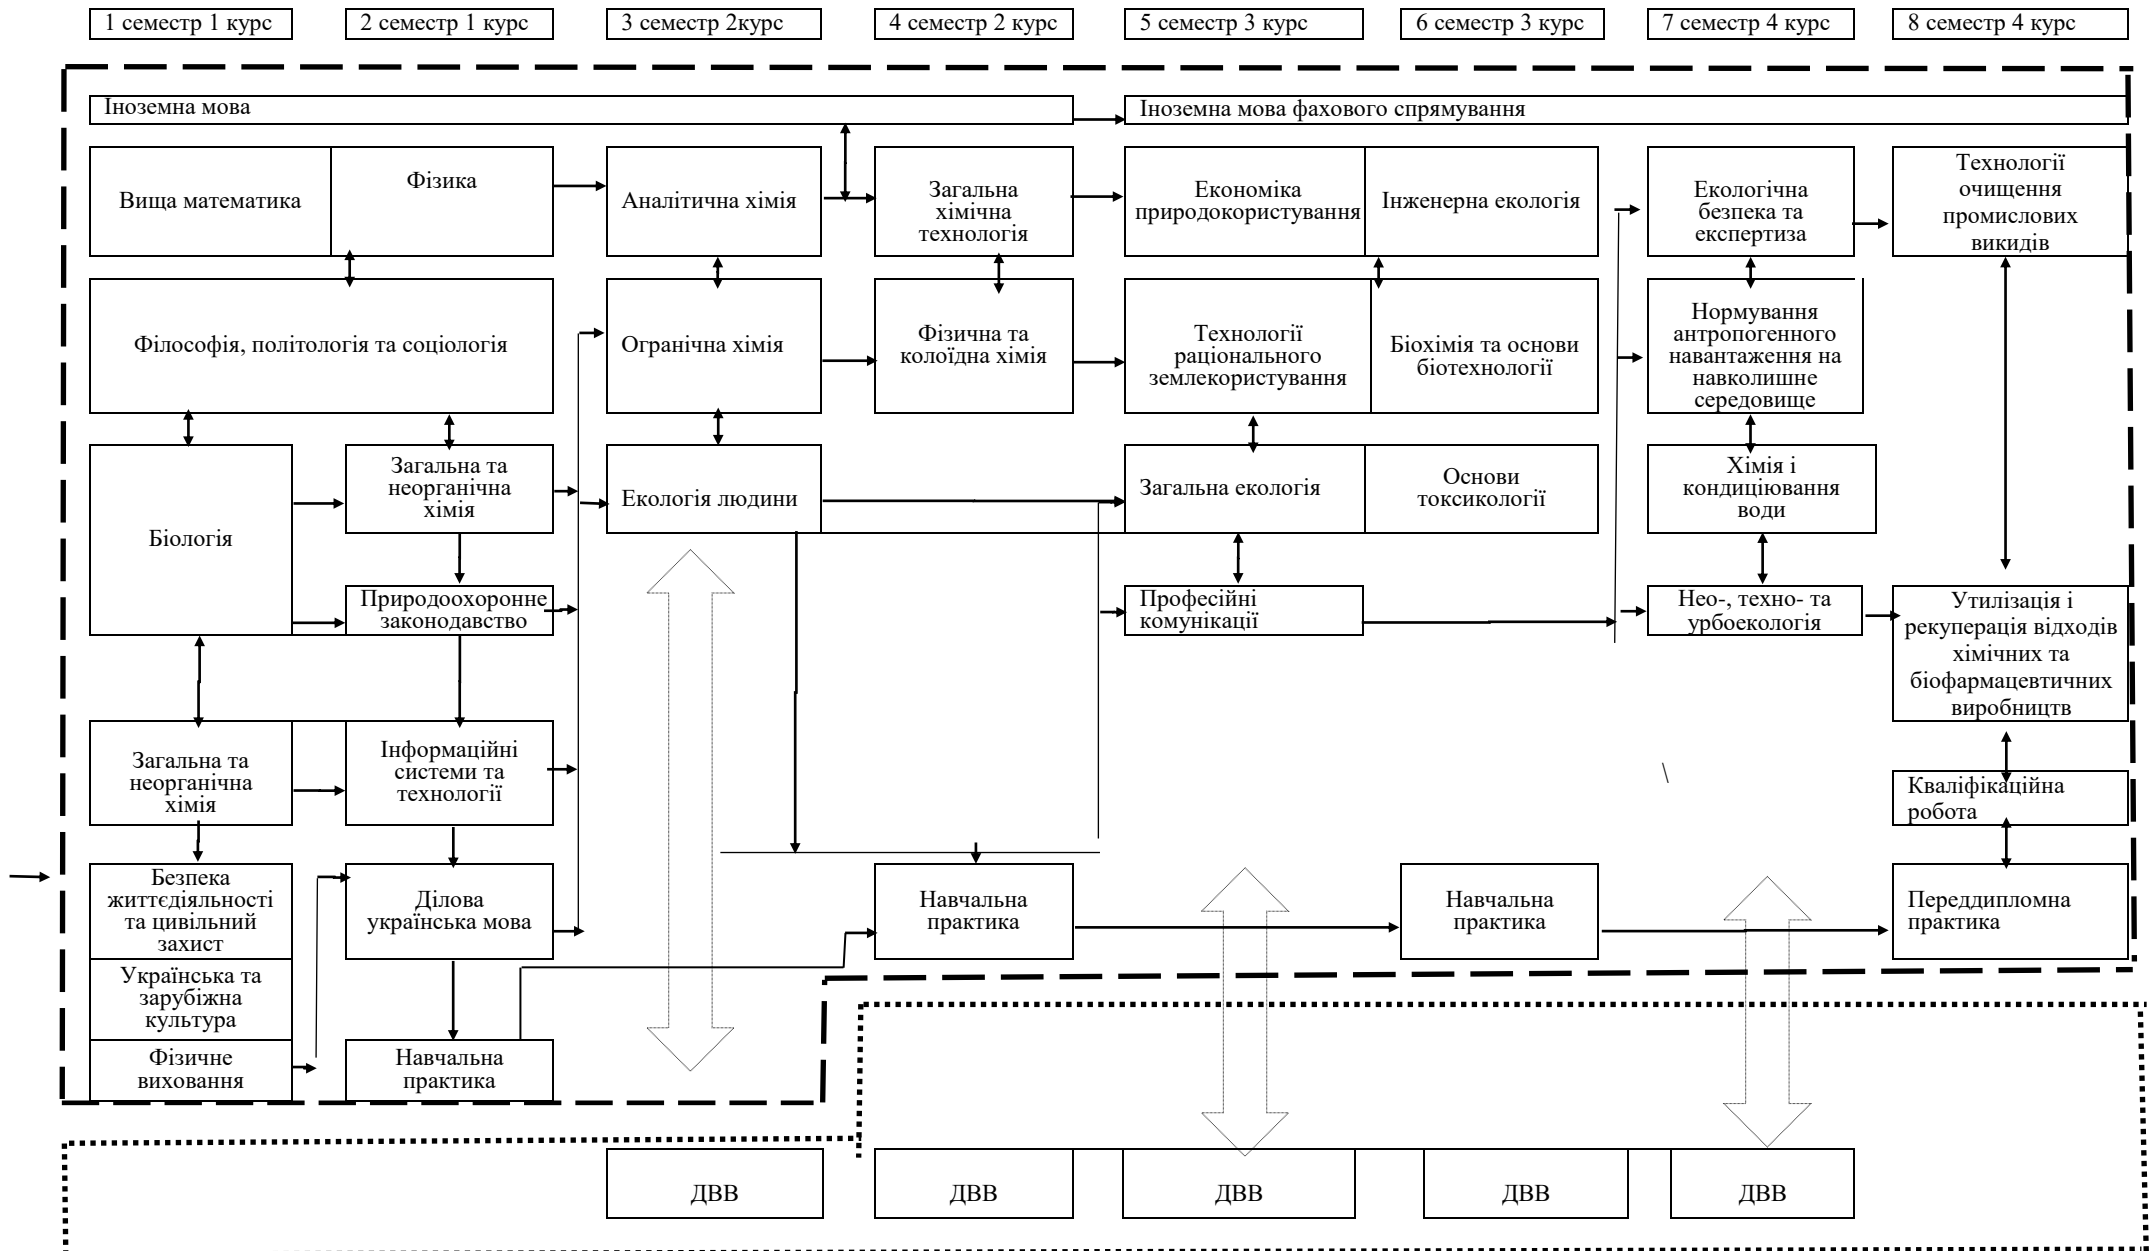 1 семестр 1 курс
2 семестр 1 курс
3 семестр 2курс
4 семестр 2 курс
5 семестр 3 курс
6 семестр 3 курс
7 семестр 4 курс
8 семестр 4 курс
Іноземна мова
Іноземна мова фахового спрямування
Вища математика
Фізика
Аналітична хімія
Загальна
хімічна
технологія
Економіка
природокористування
Інженерна екологія
Екологічна
безпека та
експертиза
Технології
очищення
промислових
викидів
Філософія, політологія та соціологія
Огранічна хімія
Фізична та
колоїдна хімія
Технології
раціонального
землекористування
Біохімія та основи
біотехнології
Нормування
антропогенного
навантаження на
навколишнє
середовище
Біологія
Загальна та
неорганічна
хімія
Екологія людини
Загальна екологія
Основи
токсикології
Хімія і
кондиціювання
води
Природоохоронне
законодавство
Професійні
комунікації
Нео-, техно- та
урбоекологія
Утилізація і
рекуперація відходів
хімічних та
біофармацевтичних
виробництв
Загальна та
неорганічна
хімія
Інформаційні
системи та
технології
\
Кваліфікаційна
робота
Безпека
життєдіяльності
та цивільний
захист
Ділова
українська мова
Навчальна
практика
Навчальна
практика
Переддипломна
практика
Українська та
зарубіжна
культура
Фізичне
виховання
Навчальна
практика
ДВВ
ДВВ
ДВВ
ДВВ
ДВВ